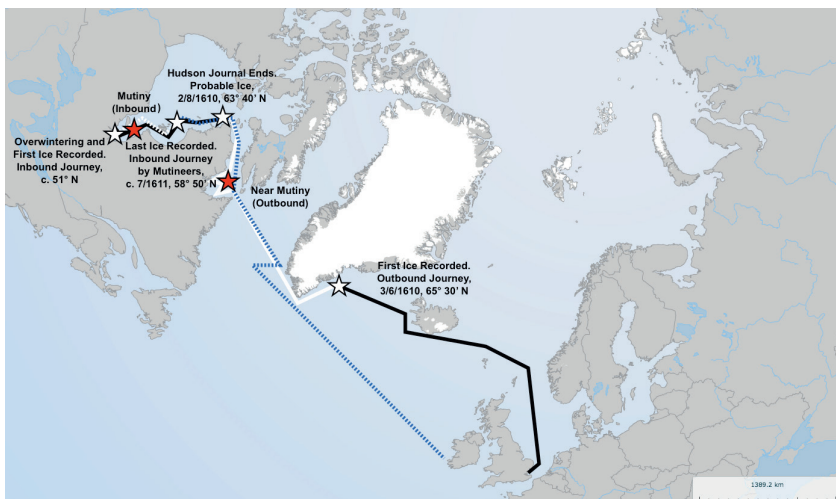 Hudson Journal Ends.
Probable Ice,
2/8/1610, 63° 40' N
Mutiny
(Inbound)
Overwintering and
First Ice Recorded.
Inbound Journey,
c. 51° N
Last Ice Recorded.
Inbound Journey
by Mutineers,
c. 7/1611, 58° 50' N
Near Mutiny
(Outbound)
First Ice Recorded.
Outbound Journey,
3/6/1610, 65° 30' N
1389.2 km